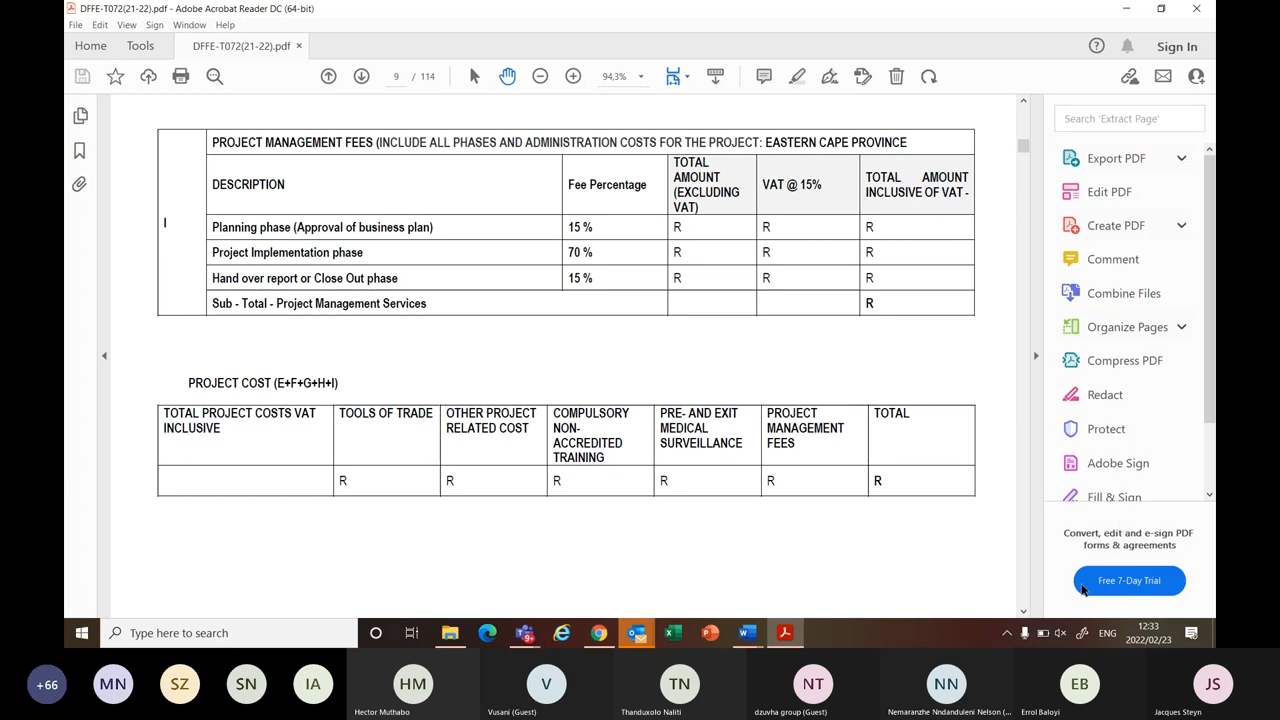 DFFE-T072(21-22).pdf - Adobe Acrobat Reader DC (64-bit)
File Edit View Sign Window Help
Home Tools DFFE-T072(21-22).pdf × Sign In
9 / 114 94,3%
PROJECT MANAGEMENT FEES (INCLUDE ALL PHASES AND ADMINISTRATION COSTS FOR THE PROJECT: EASTERN CAPE PROVINCE
I
DESCRIPTION
Fee Percentage
TOTAL
AMOUNT
(EXCLUDING
VAT)
VAT @ 15%
TOTAL AMOUNT
INCLUSIVE OF VAT -
Planning phase (Approval of business plan) 15 % R R R
Project Implementation phase 70 % R R R
Hand over report or Close Out phase 15 % R R R
Sub - Total - Project Management Services R
PROJECT COST (E+F+G+H+I)
TOTAL PROJECT COSTS VAT
INCLUSIVE
TOOLS OF TRADE
OTHER PROJECT
RELATED COST
COMPULSORY
NON-
ACCREDITED
TRAINING
PRE- AND EXIT
MEDICAL
SURVEILLANCE
PROJECT
MANAGEMENT
FEES
TOTAL
R R R R R R
Search 'Extract Page'
Export PDF
Edit PDF
Create PDF
Comment
Combine Files
Organize Pages
Compress PDF
Redact
Protect
Adobe Sign
Fill & Sign
Convert, edit and e-sign PDF
forms & agreements
Free 7-Day Trial
Type here to search
9+
ENG
12:33
2022/02/23
+66 MN SZ SN IA HM V TN NT NN EB JS
Hector Muthabo Vusani (Guest) Thanduxolo Naliti dzuvha group (Guest) Nemaranzhe Nndanduleni Nelson (... Errol Baloyi Jacques Steyn